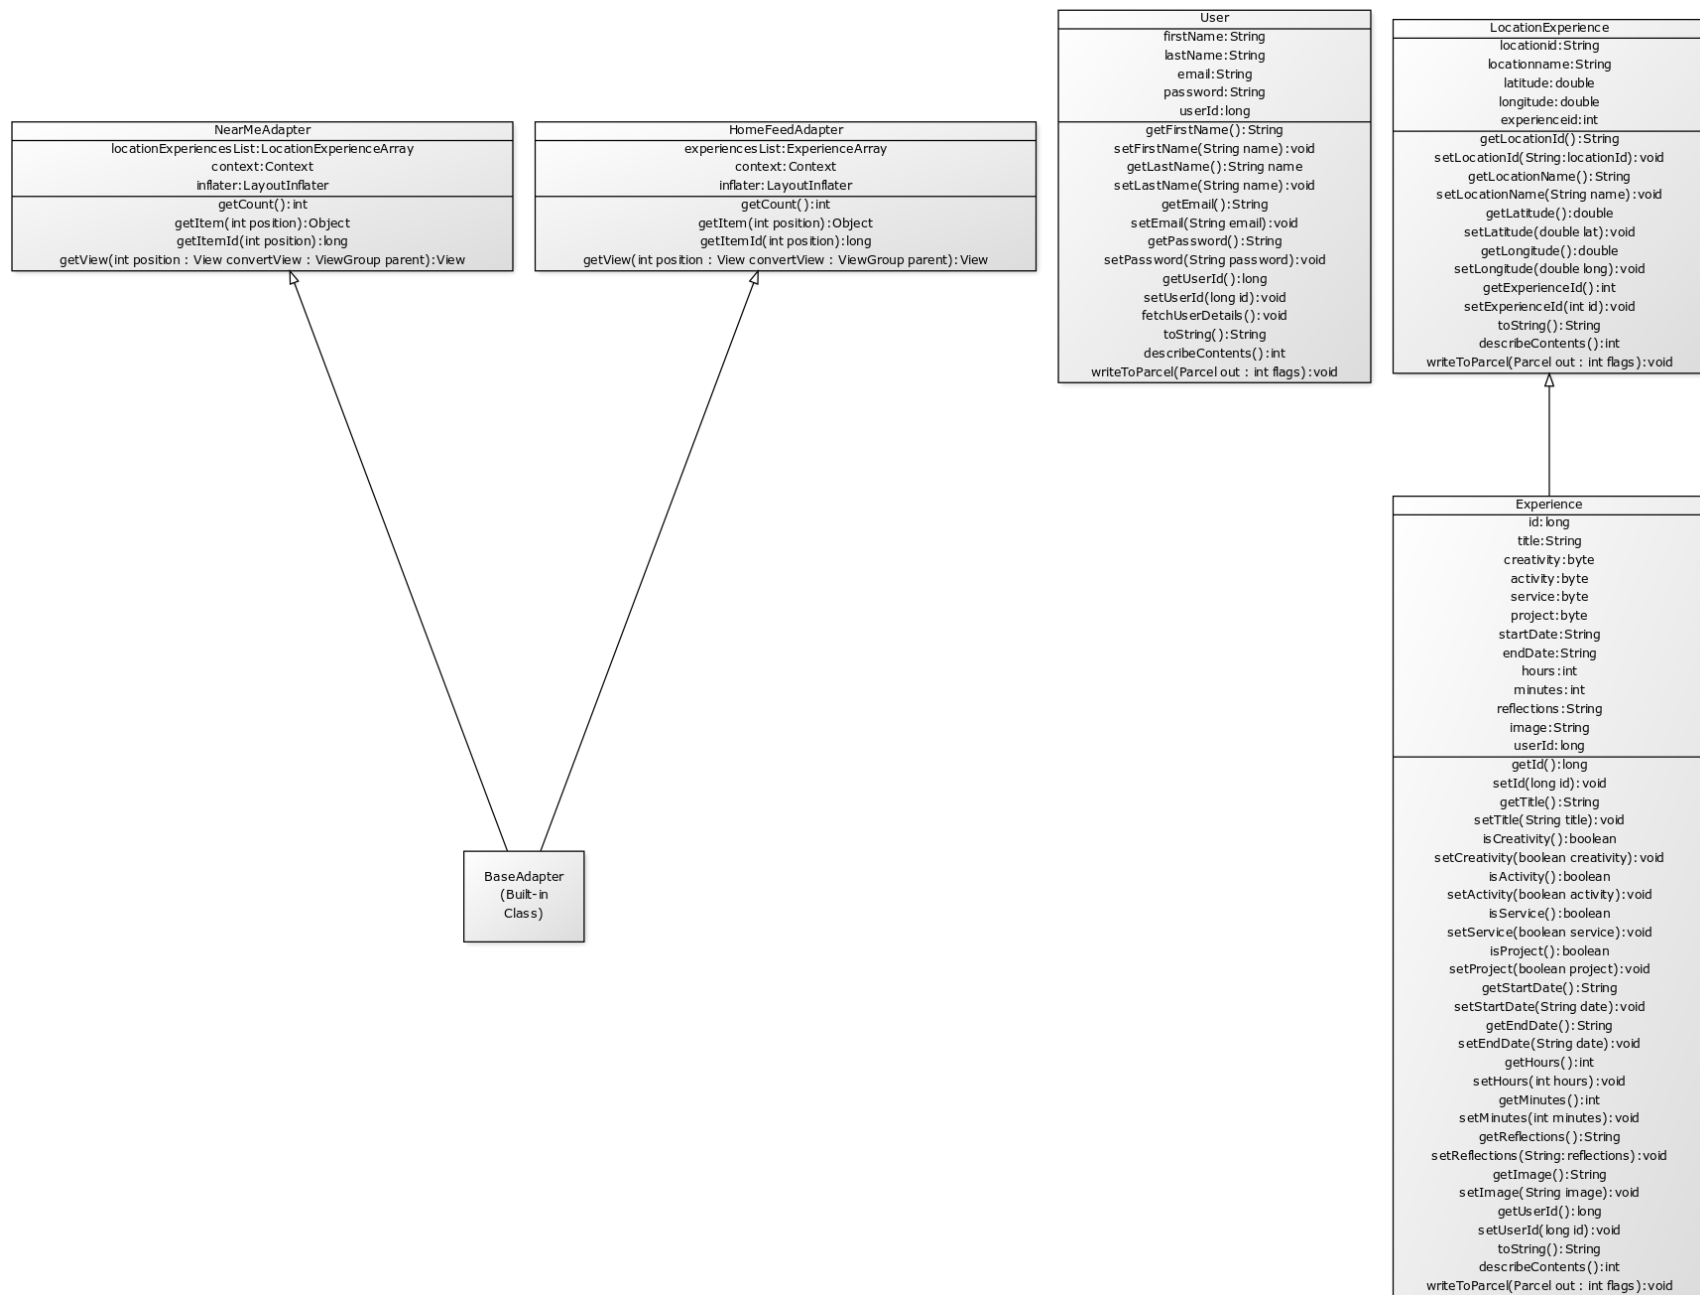 NearMeAdapter
locationExperiencesList:LocationExperienceArray
context:Context
inflater:LayoutInflater
getCount():int
getItem(int position):Object
getItemId(int position):long
getView(int position : View convertView : ViewGroup parent):View
HomeFeedAdapter
experiencesList:ExperienceArray
context:Context
inflater:LayoutInflater
getCount():int
getItem(int position):Object
getItemId(int position):long
getView(int position : View convertView : ViewGroup parent):View
User
firstName:String
lastName:String
email:String
password:String
userId:long
getFirstName():String
setFirstName(String name):void
getLastName():String name
setLastName(String name):void
getEmail():String
setEmail(String email):void
getPassword():String
setPassword(String password):void
getUserId():long
setUserId(long id):void
fetchUserDetails():void
toString():String
describeContents():int
writeToParcel(Parcel out : int flags):void
LocationExperience
locationid:String
locationname:String
latitude:double
longitude:double
experienceid:int
getLocationId():String
setLocationId(String:locationId):void
getLocationName():String
setLocationName(String name):void
getLatitude():double
setLatitude(double lat):void
getLongitude():double
setLongitude(double long):void
getExperienceId():int
setExperienceId(int id):void
toString():String
describeContents():int
writeToParcel(Parcel out : int flags):void
BaseAdapter
(Built-in
Class)
Experience
id:long
title:String
creativity:byte
activity:byte
service:byte
project:byte
startDate:String
endDate:String
hours:int
minutes:int
reflections:String
image:String
userId:long
getId():long
setId(long id):void
getTitle():String
setTitle(String title):void
isCreativity():boolean
setCreativity(boolean creativity):void
isActivity():boolean
setActivity(boolean activity):void
isService():boolean
setService(boolean service):void
isProject():boolean
setProject(boolean project):void
getStartDate():String
setStartDate(String date):void
getEndDate():String
setEndDate(String date):void
getHours():int
setHours(int hours):void
getMinutes():int
setMinutes(int minutes):void
getReflections():String
setReflections(String:reflections):void
getImage():String
setImage(String image):void
getUserId():long
setUserId(long id):void
toString():String
describeContents():int
writeToParcel(Parcel out : int flags):void